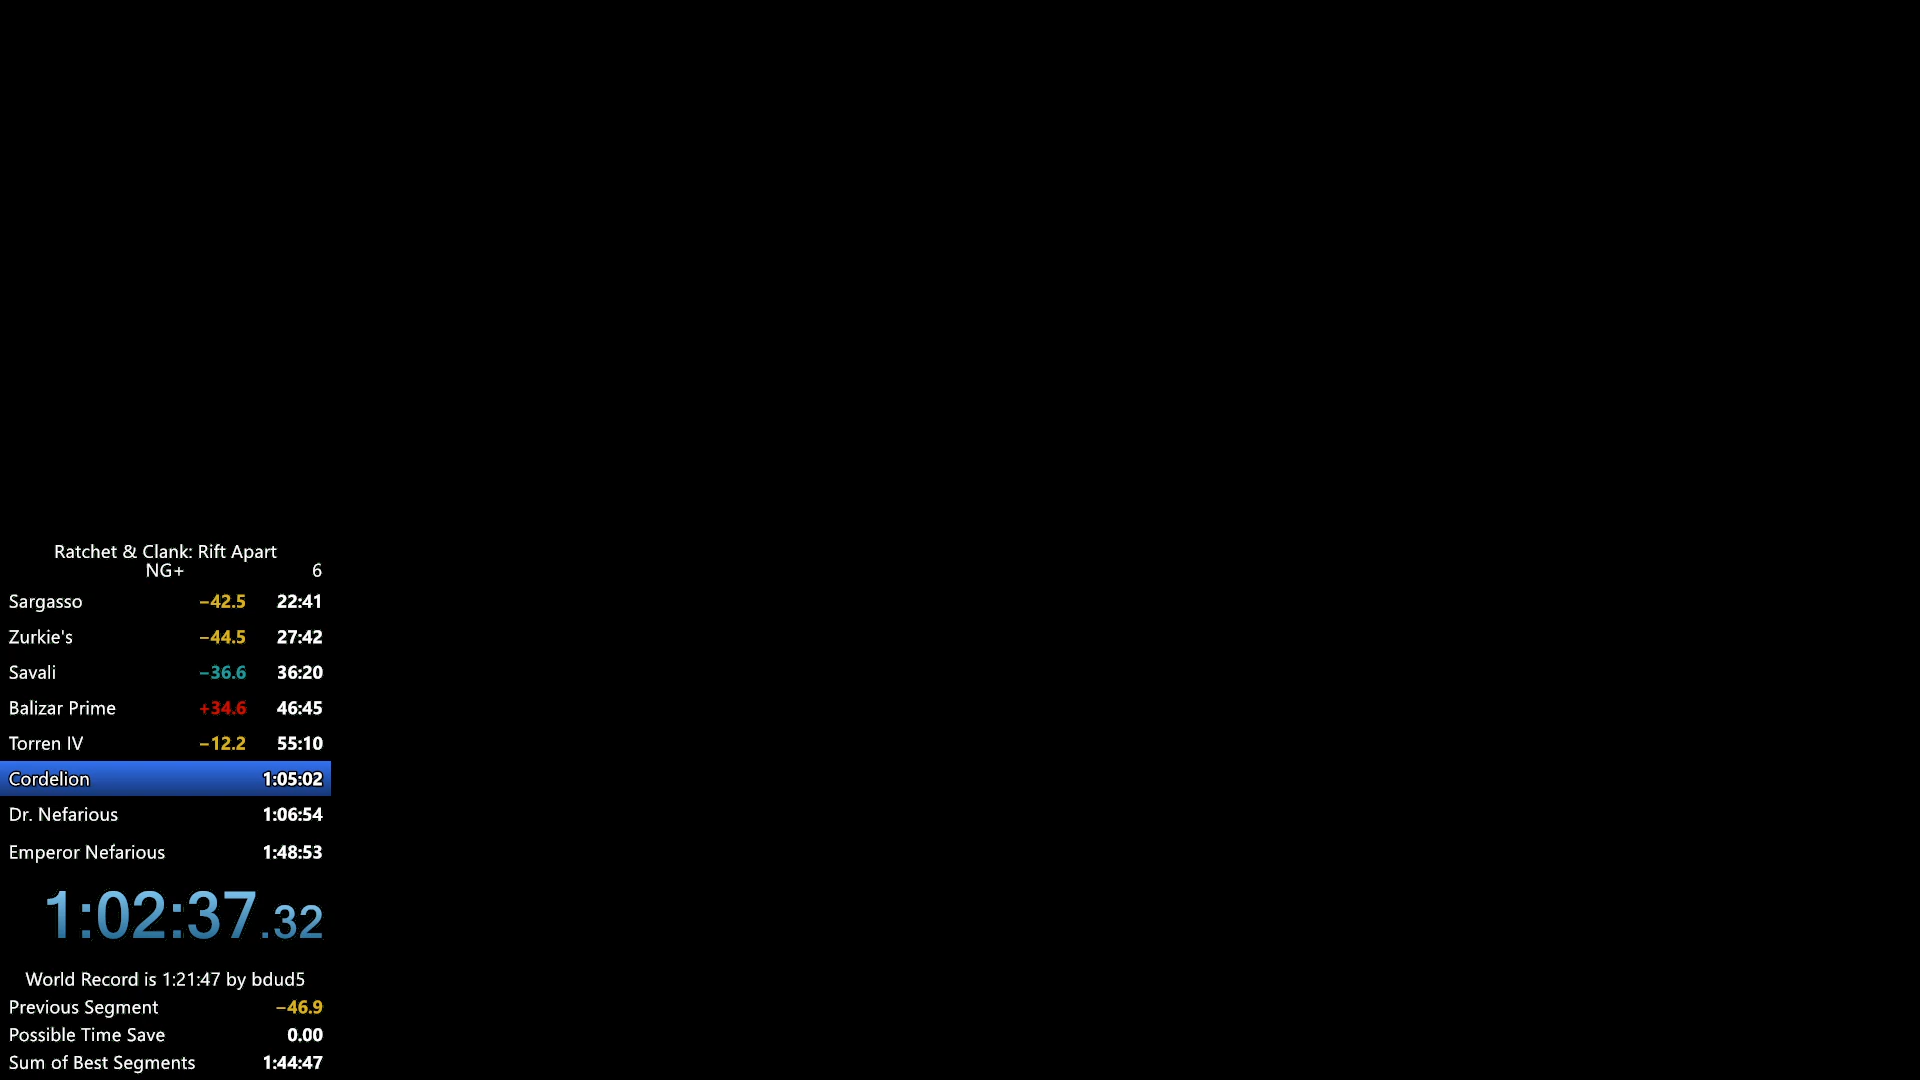 Ratchet & Clank: Rift Apart
NG+ 6
Sargasso −42.5 22:41
Zurkie's −44.5 27:42
Savali −36.6 36:20
Balizar Prime +34.6 46:45
Torren IV −12.2 55:10
Cordelion 1:05:02
Dr. Nefarious 1:06:54
Emperor Nefarious 1:48:53
1:02:37.32
World Record is 1:21:47 by bdud5
Previous Segment −46.9
Possible Time Save 0.00
Sum of Best Segments 1:44:47